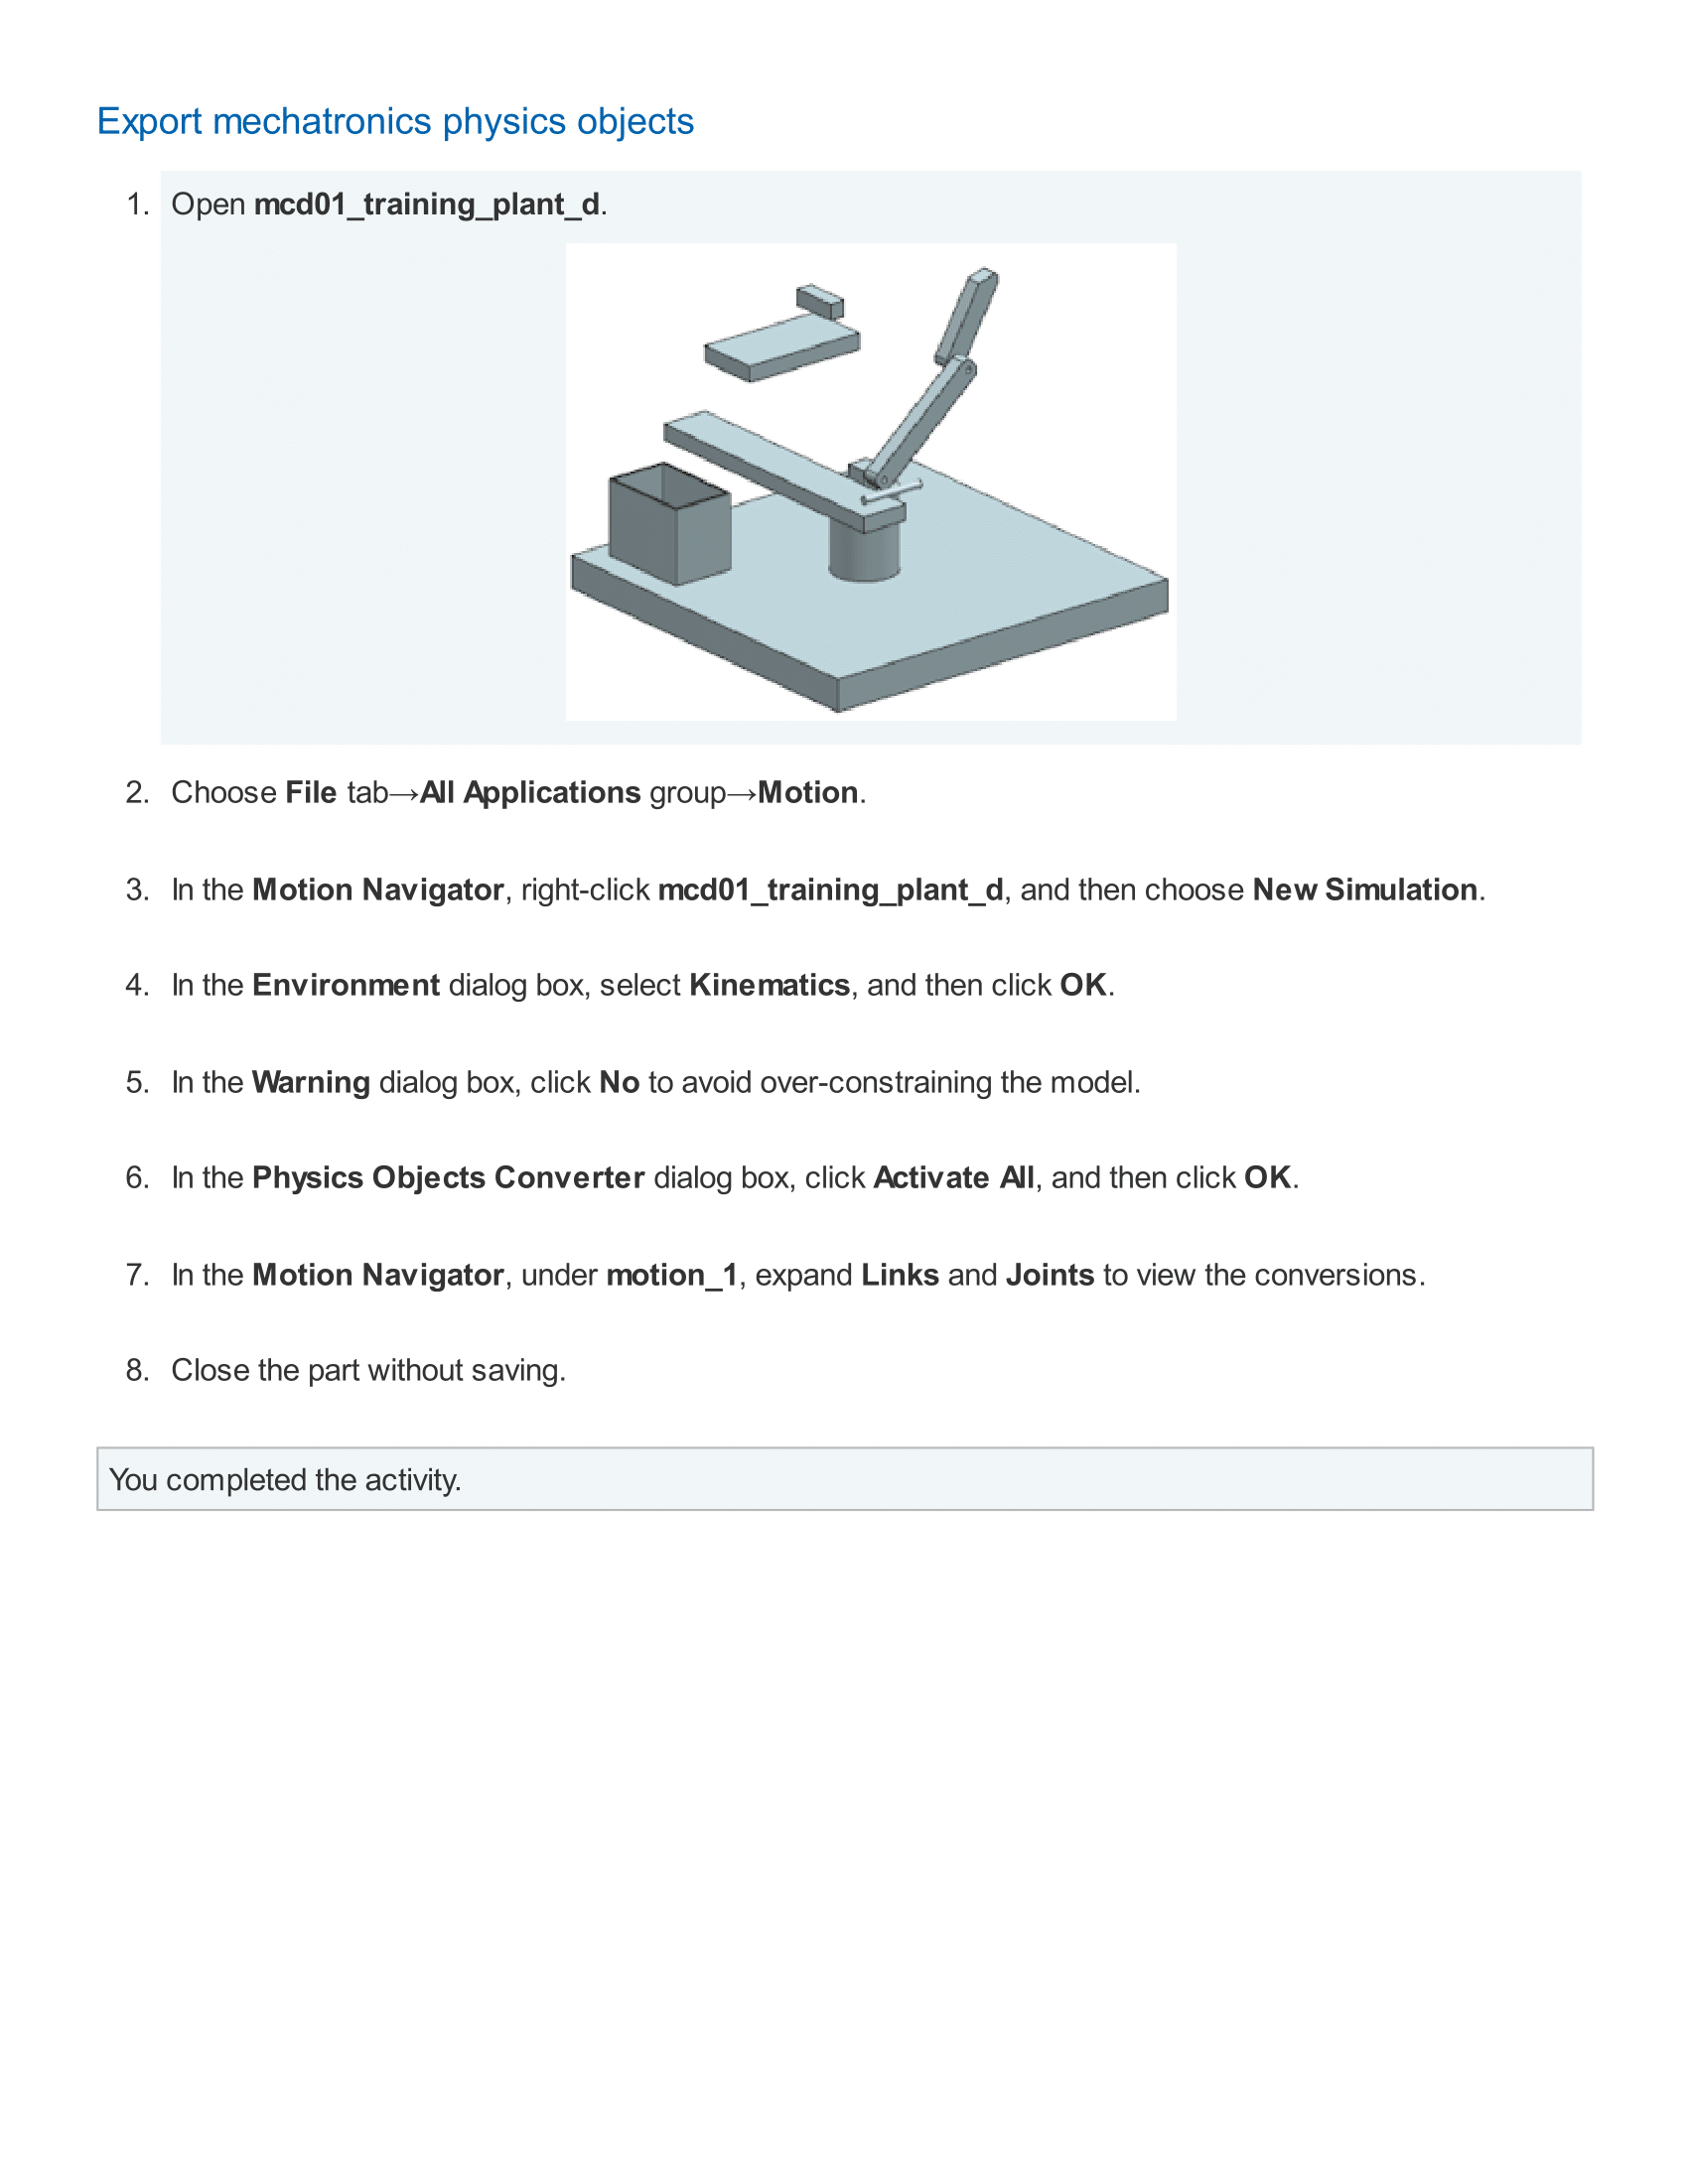 Export mechatronics physics objects
1. Open mcd01_training_plant_d.
2. Choose File tab→All Applications group→Motion.
3. In the Motion Navigator, right-click mcd01_training_plant_d, and then choose New Simulation.
4. In the Environment dialog box, select Kinematics, and then click OK.
5. In the Warning dialog box, click No to avoid over-constraining the model.
6. In the Physics Objects Converter dialog box, click Activate All, and then click OK.
7. In the Motion Navigator, under motion_1, expand Links and Joints to view the conversions.
8. Close the part without saving.
You completed the activity.